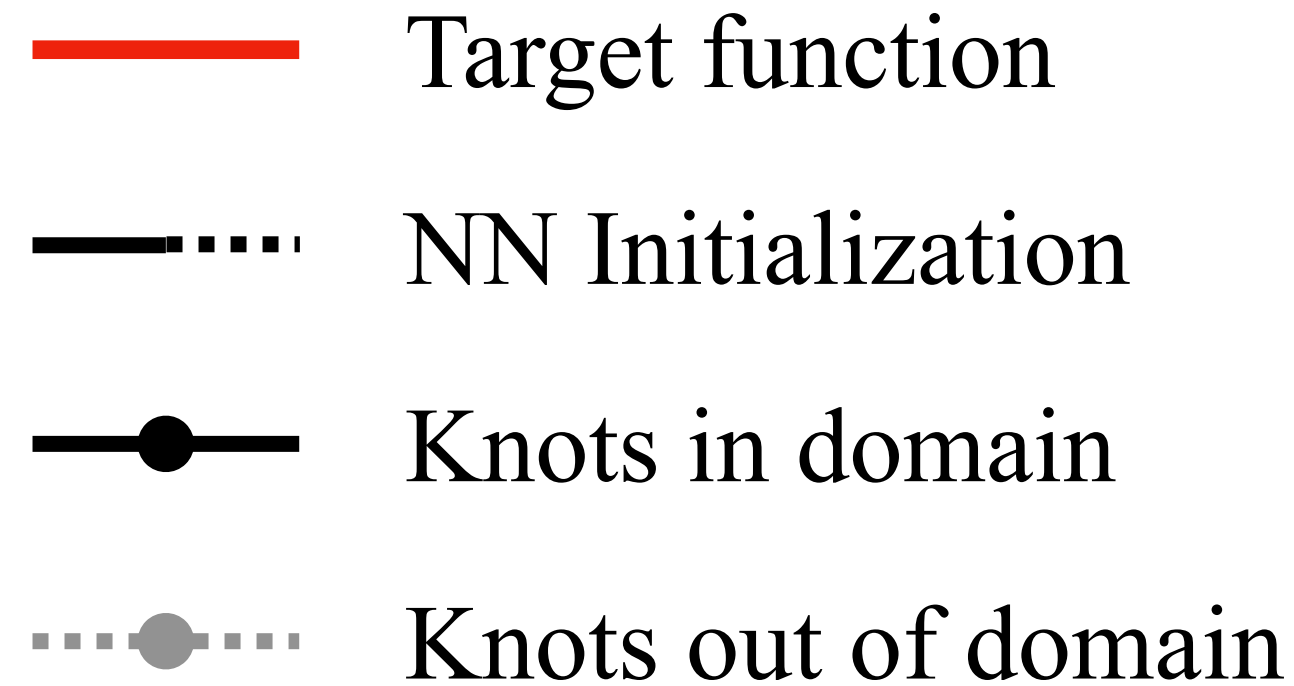 Target function
NN Initialization
Knots in domain
Knots out of domain